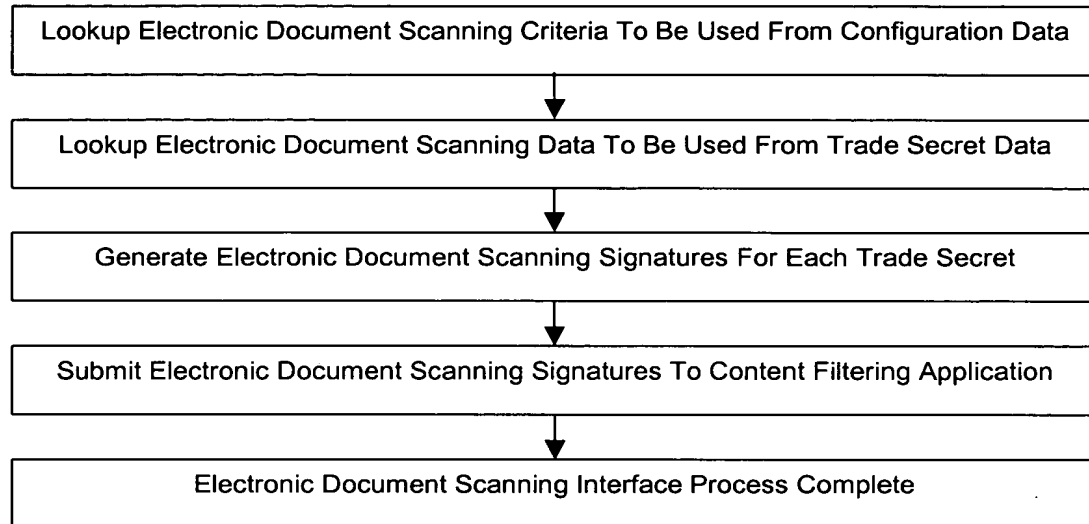 Lookup Electronic Document Scanning Criteria To Be Used From Configuration Data
Lookup Electronic Document Scanning Data To Be Used From Trade Secret Data
Generate Electronic Document Scanning Signatures For Each Trade Secret
Submit Electronic Document Scanning Signatures To Content Filtering Application
Electronic Document Scanning Interface Process Complete